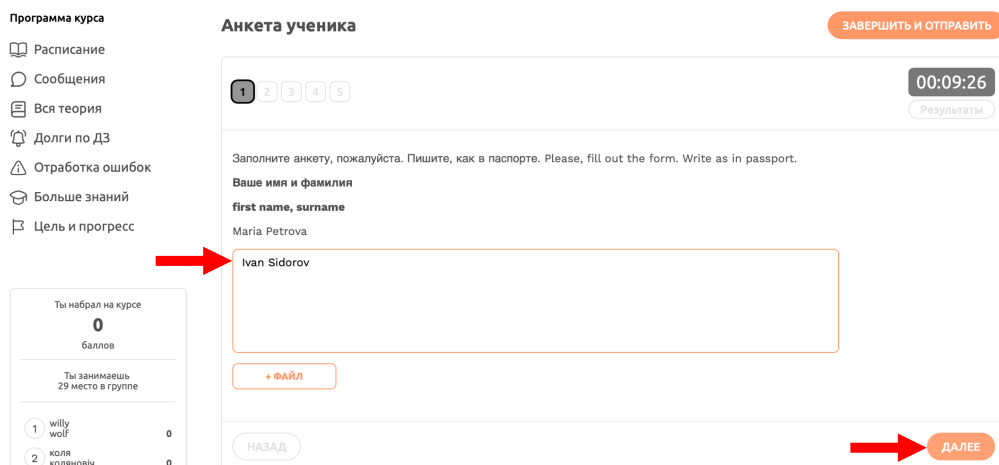 Программа курса
Расписание
Сообщения
Вся теория
Долги по ДЗ
Отработка ошибок
Больше знаний
Цель и прогресс
Ты набрал на курсе
0
баллов
Ты занимаешь
29 место в группе
1 willy wolf 0
2 коля коляновіч 0
Анкета ученика
ЗАВЕРШИТЬ И ОТПРАВИТЬ
1 2 3 4 5
00:09:26
Результаты
Заполните анкету, пожалуйста. Пишите, как в паспорте. Please, fill out the form. Write as in passport.
Ваше имя и фамилия
first name, surname
Maria Petrova
Ivan Sidorov
+ ФАЙЛ
НАЗАД
ДАЛЕЕ